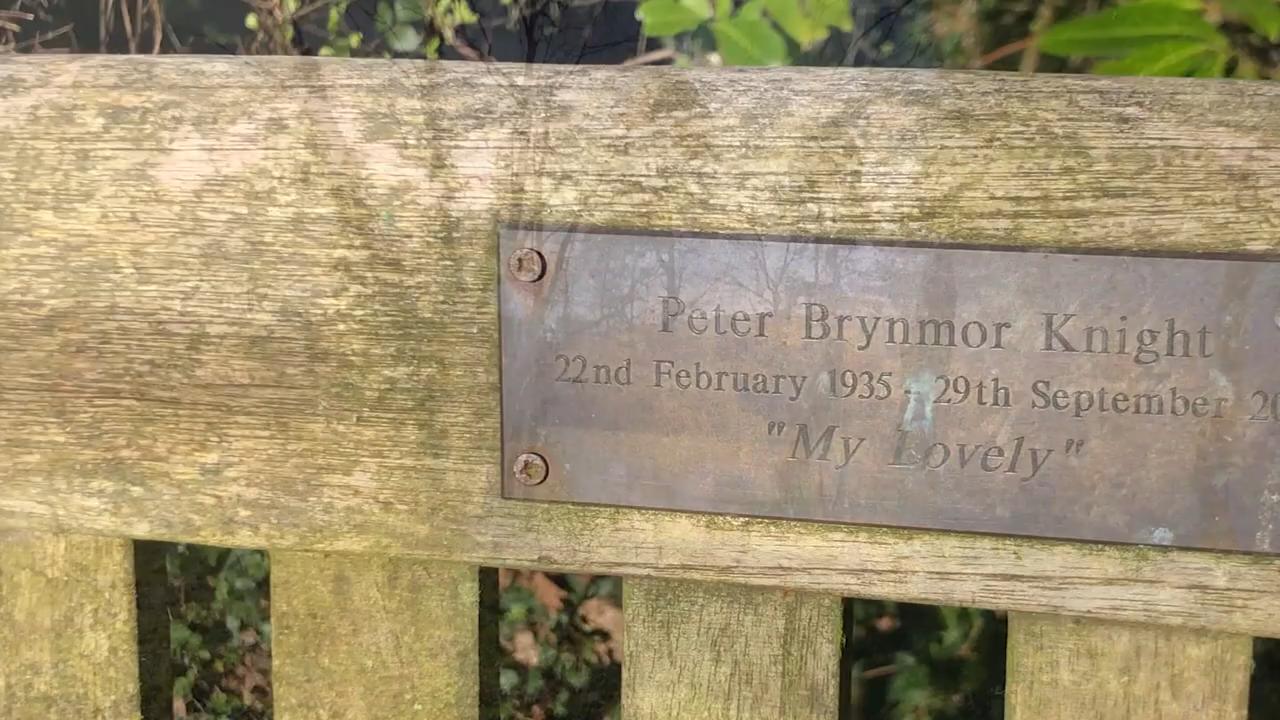 Peter Brynmor Knight
22nd February 1935 - 29th September
"My Lovely"